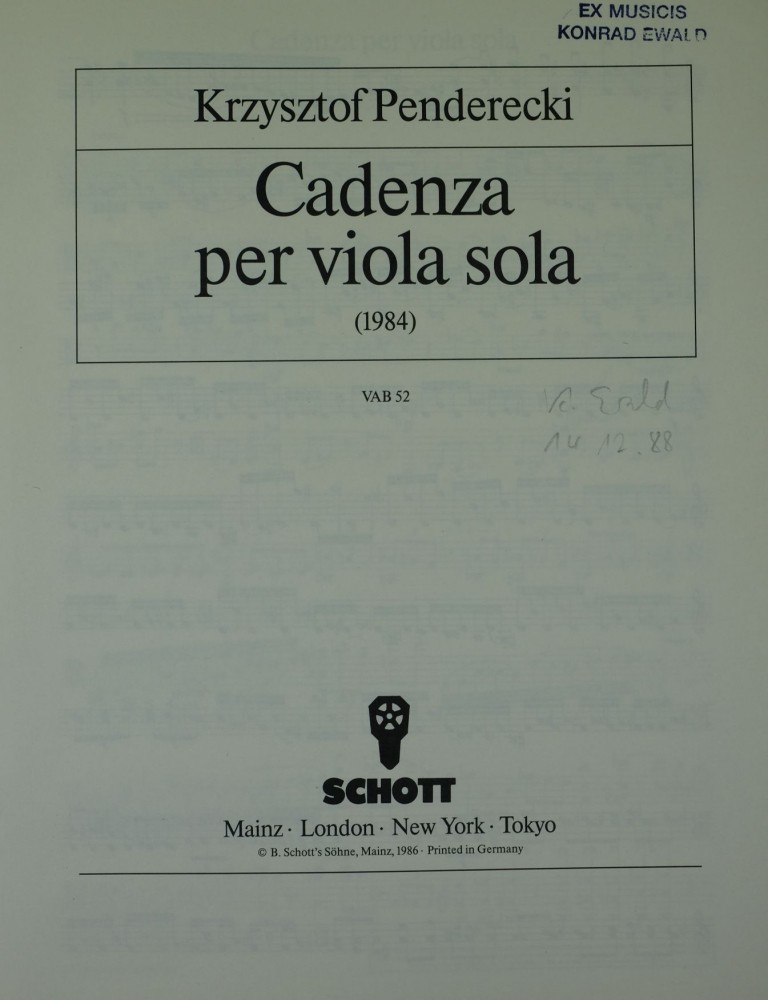 EX MUSICIS
KONRAD EWALD
Krzysztof Penderecki
Cadenza
per viola sola
(1984)
VAB 52
K. Ewald
14.12.88
SCHOTT
Mainz · London · New York · Tokyo
© B. Schott's Söhne, Mainz, 1986 · Printed in Germany